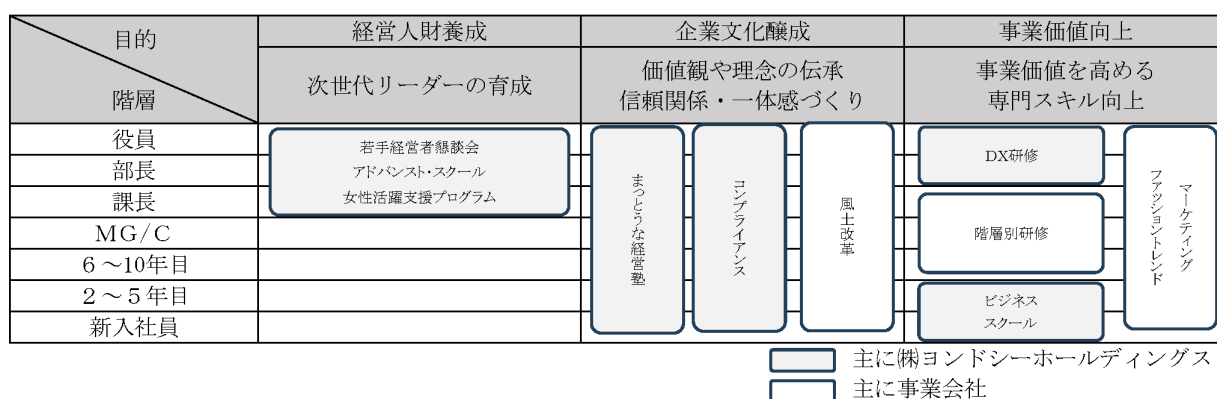 目的
階層
経営人財養成
企業文化醸成
事業価値向上
次世代リーダーの育成
価値観や理念の伝承
信頼関係・一体感づくり
事業価値を高める
専門スキル向上
役員
部長
課長
MG/C
6～10年目
2～5年目
新入社員
若手経営者懇談会
アドバンスト・スクール
女性活躍支援プログラム
まっとうな経営塾
コンプライアンス
風土改革
DX研修
階層別研修
ビジネス
スクール
マーケティング
ファッショントレンド
主に㈱ヨンドシーホールディングス
主に事業会社